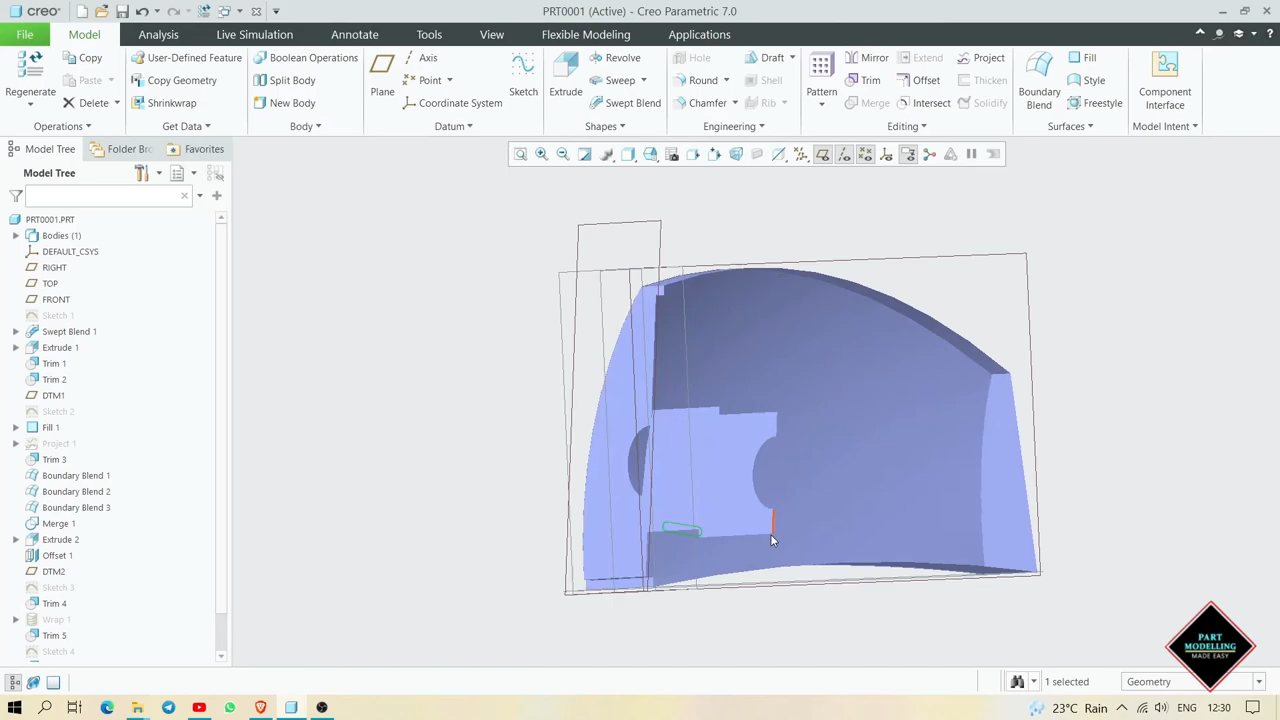 creo
PRT0001 (Active) - Creo Parametric 7.0
File Model Analysis Live Simulation Annotate Tools View Flexible Modeling Applications
Regenerate
Copy
Paste
Delete
Operations
User-Defined Feature
Copy Geometry
Shrinkwrap
Get Data
Boolean Operations
Split Body
New Body
Body
Plane
Axis
Point
Coordinate System
Sketch
Datum
Extrude
Revolve
Sweep
Swept Blend
Shapes
Hole
Round
Chamfer
Draft
Shell
Rib
Engineering
Pattern
Mirror
Trim
Merge
Extend
Offset
Intersect
Project
Thicken
Solidify
Editing
Boundary
Blend
Fill
Style
Freestyle
Surfaces
Component
Interface
Model Intent
Model Tree Folder Bro Favorites
Model Tree
PRT0001.PRT
Bodies (1)
DEFAULT_CSYS
RIGHT
TOP
FRONT
Sketch 1
Swept Blend 1
Extrude 1
Trim 1
Trim 2
DTM1
Sketch 2
Fill 1
Project 1
Trim 3
Boundary Blend 1
Boundary Blend 2
Boundary Blend 3
Merge 1
Extrude 2
Offset 1
DTM2
Sketch 3
Trim 4
Wrap 1
Trim 5
Sketch 4
PART
MODELLING
MADE EASY
1 selected
Geometry
23°C Rain
ENG
12:30